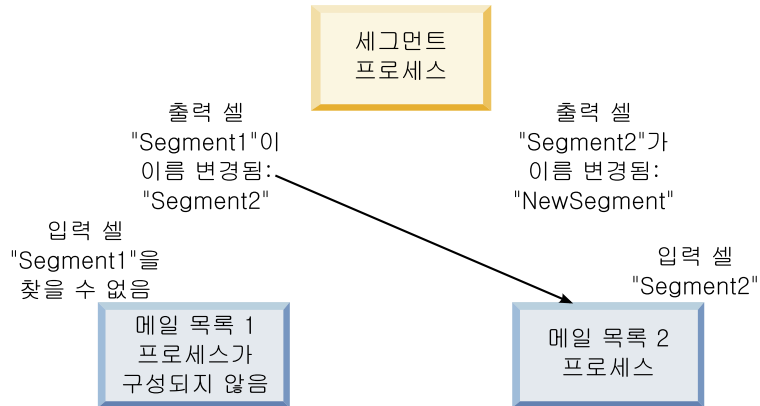 세그먼트
프로세스
출력 셀
"Segment1"이
이름 변경됨:
"Segment2"
출력 셀
"Segment2"가
이름 변경됨:
"NewSegment"
입력 셀
"Segment1"을
찾을 수 없음
입력 셀
"Segment2"
메일 목록 1
프로세스가
구성되지 않음
메일 목록 2
프로세스